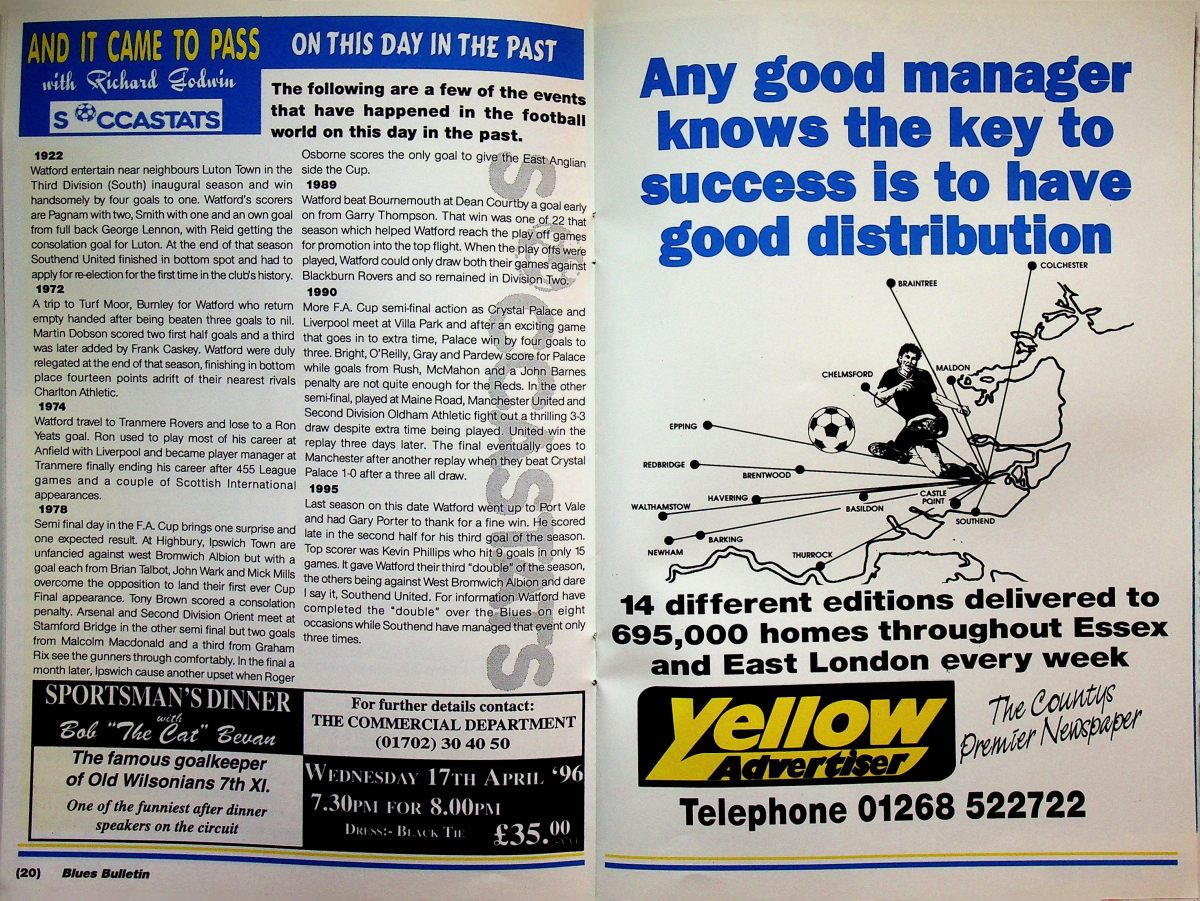 AND IT CAME TO PASS
with Richard Godwin
SOCCASTATS
ON THIS DAY IN THE PAST
The following are a few of the events
that have happened in the football
world on this day in the past.
1922
Watford entertain near neighbours Luton Town in the
Third Division (South) inaugural season and win
handsomely by four goals to one. Watford's scorers
are Pagnam with two, Smith with one and an own goal
from full back George Lennon, with Reid getting the
consolation goal for Luton. At the end of that season
Southend United finished in bottom spot and had to
apply for re-election for the first time in the club's history.
1972
A trip to Turf Moor, Burnley for Watford who return
empty handed after being beaten three goals to nil.
Martin Dobson scored two first half goals and a third
was later added by Frank Caskey. Watford were duly
relegated at the end of that season, finishing in bottom
place fourteen points adrift of their nearest rivals
Charlton Athletic.
1974
Watford travel to Tranmere Rovers and lose to a Ron
Yeats goal. Ron used to play most of his career at
Anfield with Liverpool and became player manager at
Tranmere finally ending his career after 455 League
games and a couple of Scottish International
appearances.
1978
Semi final day in the F.A. Cup brings one surprise and
one expected result. At Highbury, Ipswich Town are
unfancied against west Bromwich Albion but with a
goal each from Brian Talbot, John Wark and Mick Mills
overcome the opposition to land their first ever Cup
Final appearance. Tony Brown scored a consolation
penalty. Arsenal and Second Division Orient meet at
Stamford Bridge in the other semi final but two goals
from Malcolm Macdonald and a third from Graham
Rix see the gunners through comfortably. In the final a
month later, Ipswich cause another upset when Roger
Osborne scores the only goal to give the East Anglian
side the Cup.
1989
Watford beat Bournemouth at Dean Courtby a goal early
on from Garry Thompson. That win was one of 22 that
season which helped Watford reach the play off games
for promotion into the top flight. When the play offs were
played, Watford could only draw both their games against
Blackburn Rovers and so remained in Division Two.
1990
More F.A. Cup semi-final action as Crystal Palace and
Liverpool meet at Villa Park and after an exciting game
that goes in to extra time, Palace win by four goals to
three. Bright, O'Reilly, Gray and Pardew score for Palace
while goals from Rush, McMahon and a John Barnes
penalty are not quite enough for the Reds. In the other
semi-final, played at Maine Road, Manchester United and
Second Division Oldham Athletic fight out a thrilling 3-3
draw despite extra time being played. United win the
replay three days later. The final eventually goes to
Manchester after another replay when they beat Crystal
Palace 1-0 after a three all draw.
1995
Last season on this date Watford went up to Port Vale
and had Gary Porter to thank for a fine win. He scored
late in the second half for his third goal of the season.
Top scorer was Kevin Phillips who hit 9 goals in only 15
games. It gave Watford their third "double" of the season,
the others being against West Bromwich Albion and dare
I say it, Southend United. For information Watford have
completed the "double" over the Blues on eight
occasions while Southend have managed that event only
three times.
SOCCASTATS
SPORTSMAN'S DINNER
with
Bob "The Cat" Bevan
The famous goalkeeper
of Old Wilsonians 7th XI.
One of the funniest after dinner
speakers on the circuit
For further details contact:
THE COMMERCIAL DEPARTMENT
(01702) 30 40 50
WEDNESDAY 17TH APRIL '96
7.30PM FOR 8.00PM
DRESS:- BLACK TIE
£35.00
(20) Blues Bulletin
Any good manager
knows the key to
success is to have
good distribution
COLCHESTER
BRAINTREE
MALDON
CHELMSFORD
EPPING
REDBRIDGE
BRENTWOOD
HAVERING
CASTLE
POINT
WALTHAMSTOW
BASILDON
SOUTHEND
BARKING
NEWHAM
THURROCK
14 different editions delivered to
695,000 homes throughout Essex
and East London every week
Yellow
Advertiser
The Countys
Premier Newspaper
Telephone 01268 522722